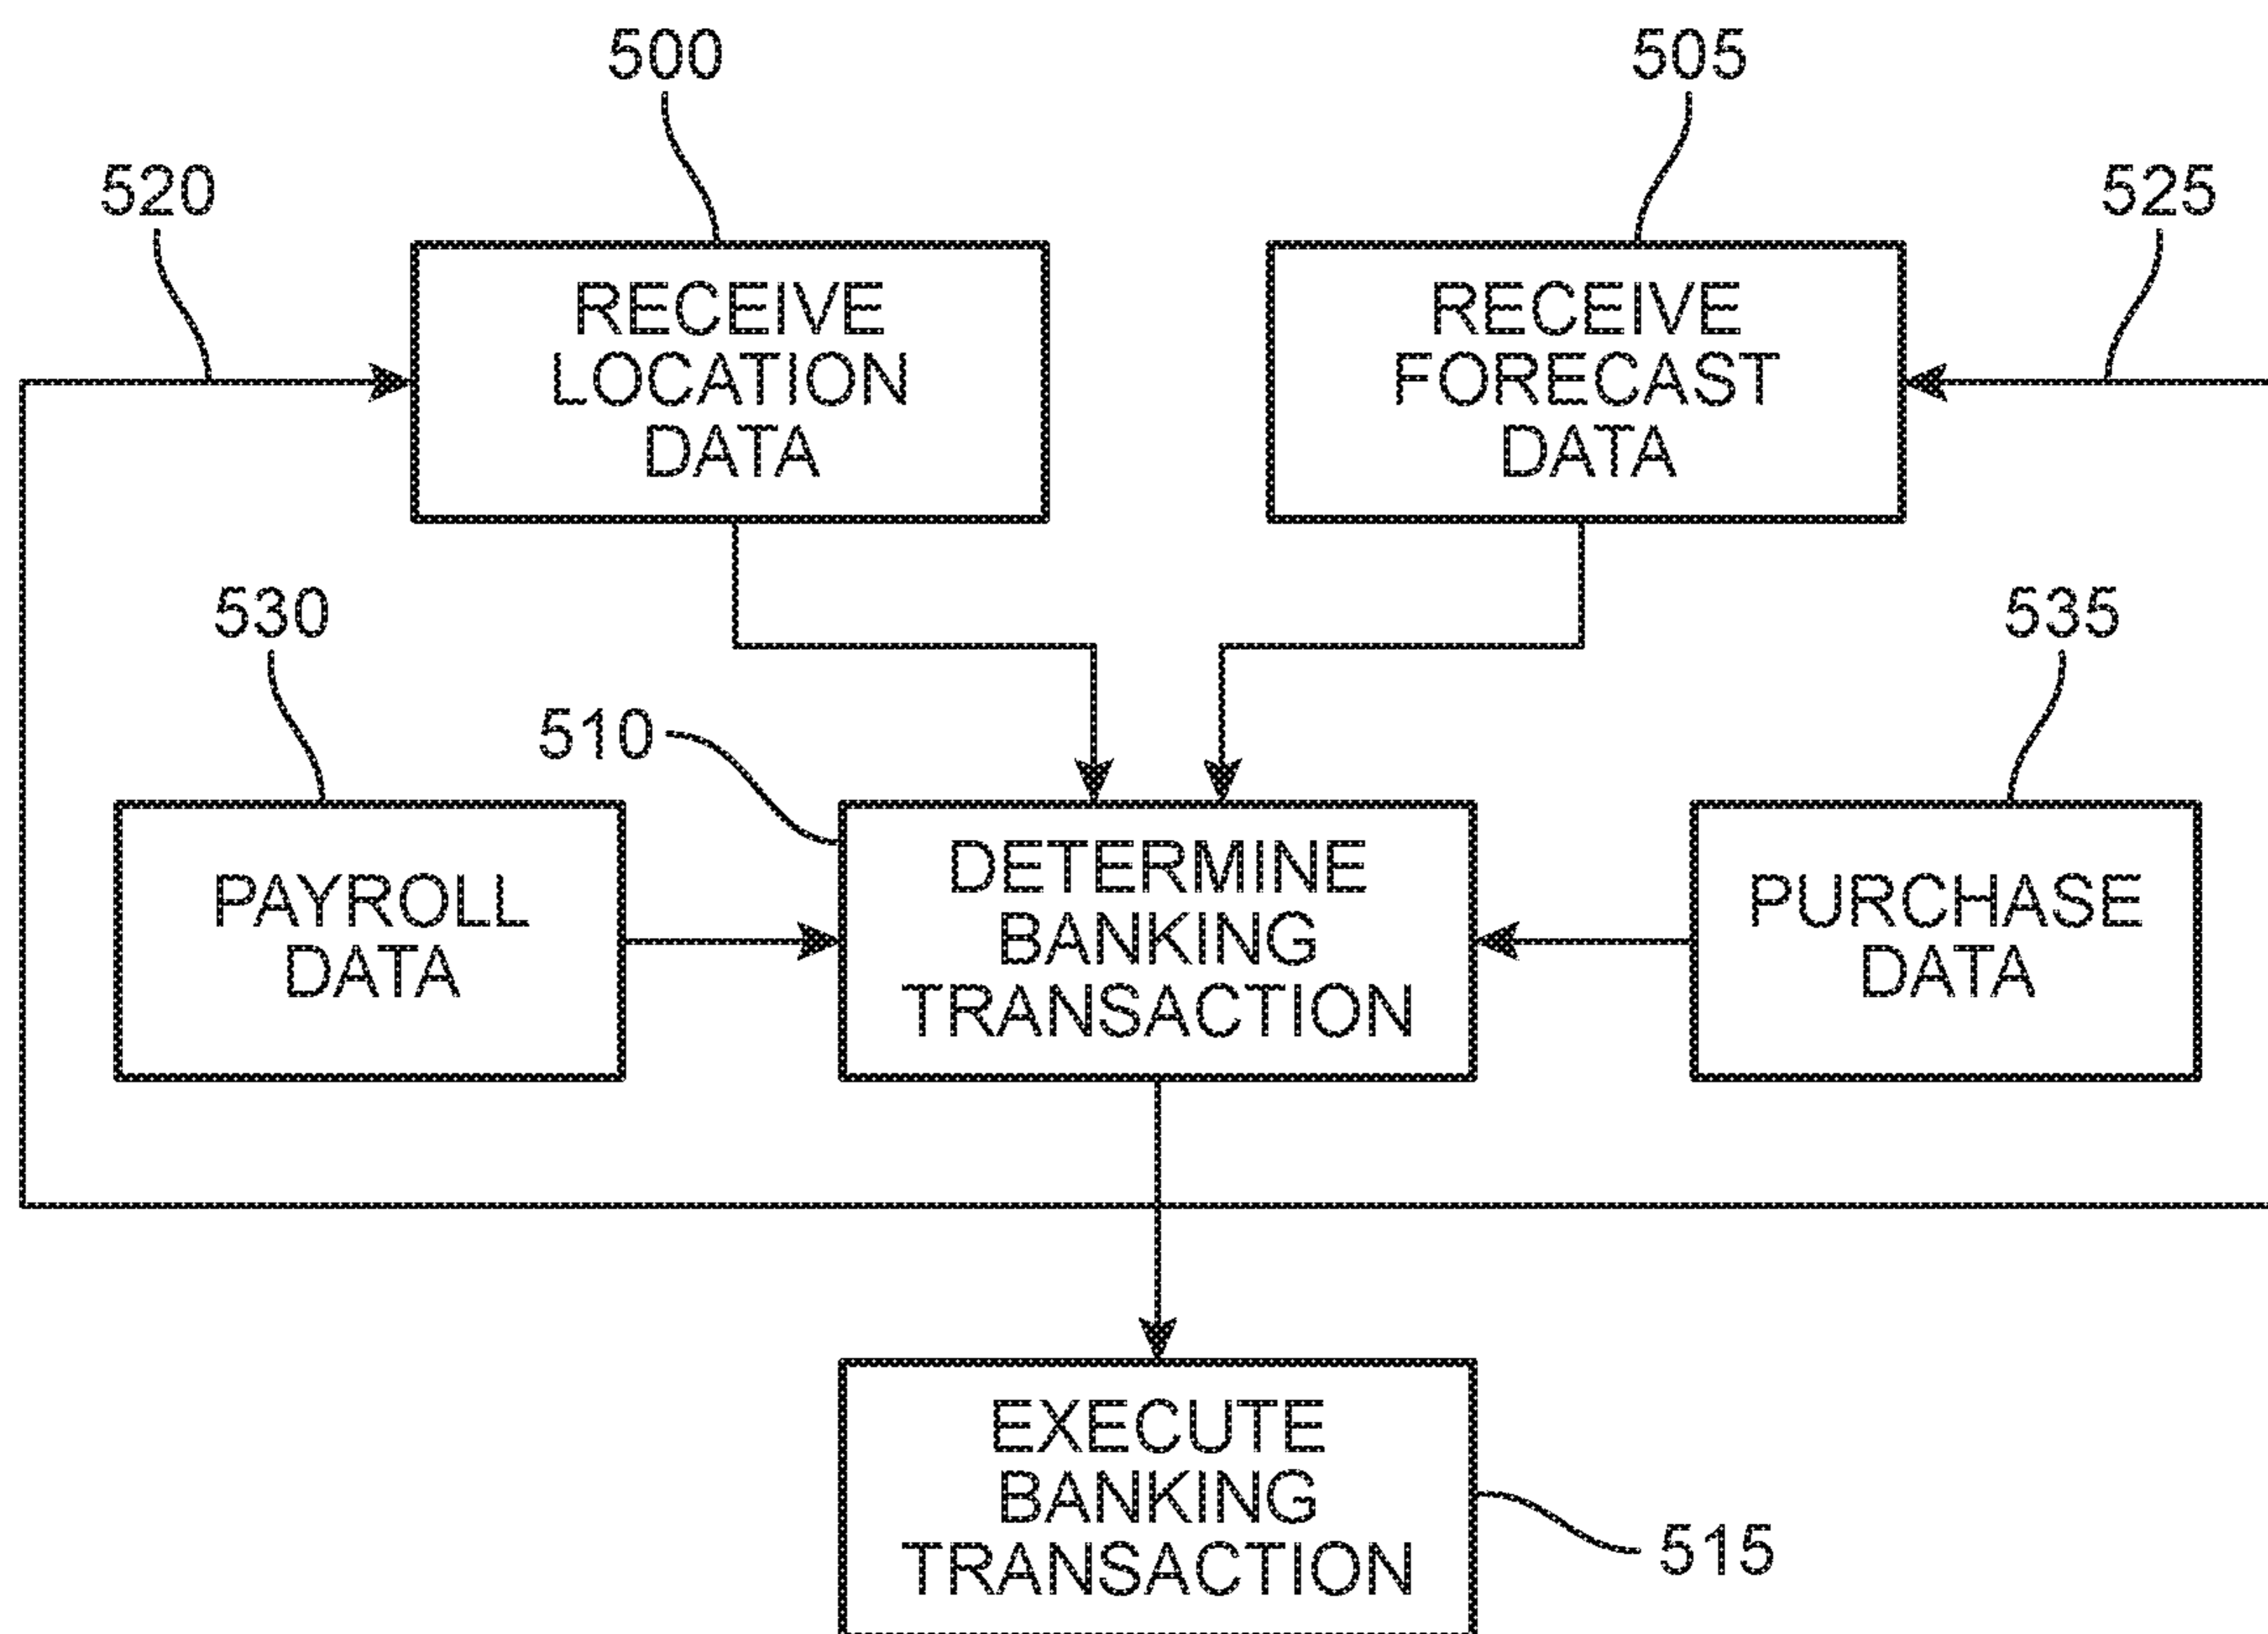 500
505
520
525
RECEIVE
LOCATION
DATA
RECEIVE
FORECAST
DATA
530
535
510
PAYROLL
DATA
DETERMINE
BANKING
TRANSACTION
PURCHASE
DATA
EXECUTE
BANKING
TRANSACTION
515